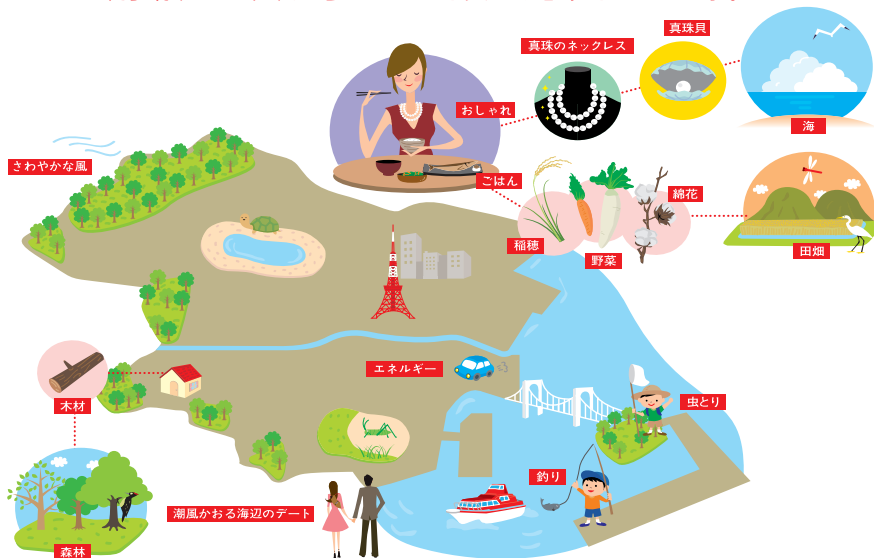 真珠貝
真珠のネックレス
おしゃれ
海
さわやかな風
ごはん
綿花
稲穂
野菜
田畑
エネルギー
木材
虫とり
釣り
潮風かおる海辺のデート
森林